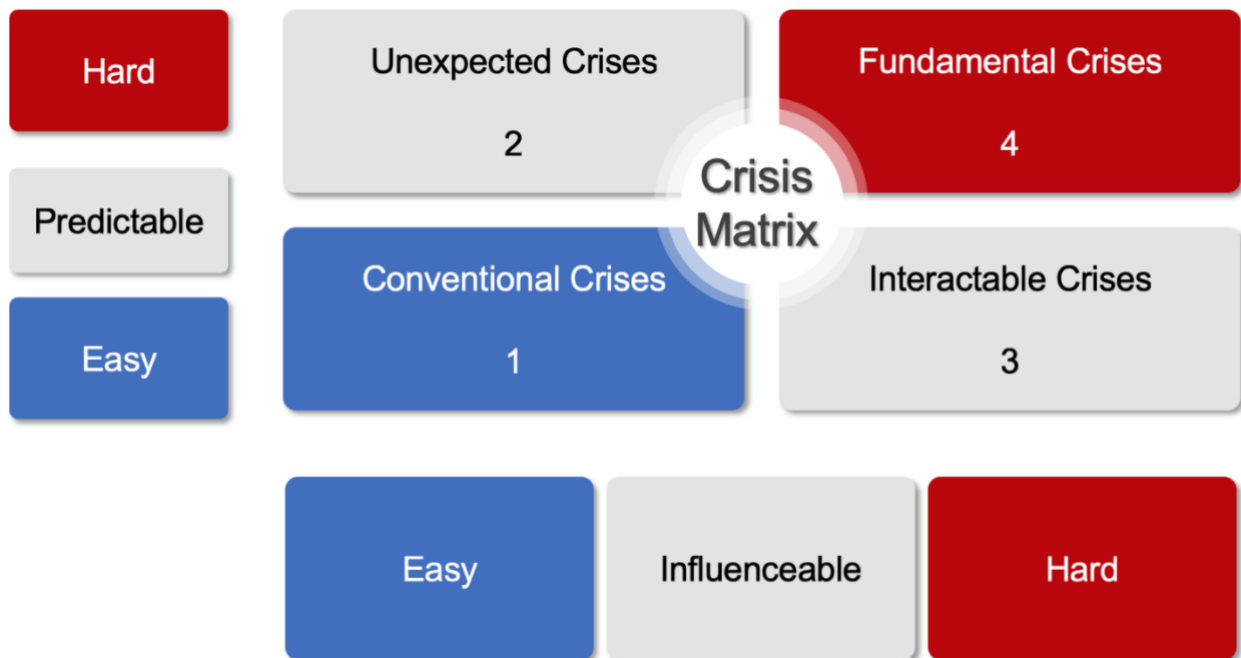 Hard
Predictable
Easy
Unexpected Crises
2
Fundamental Crises
4
Crisis
Matrix
Conventional Crises
1
Interactable Crises
3
Easy
Influenceable
Hard